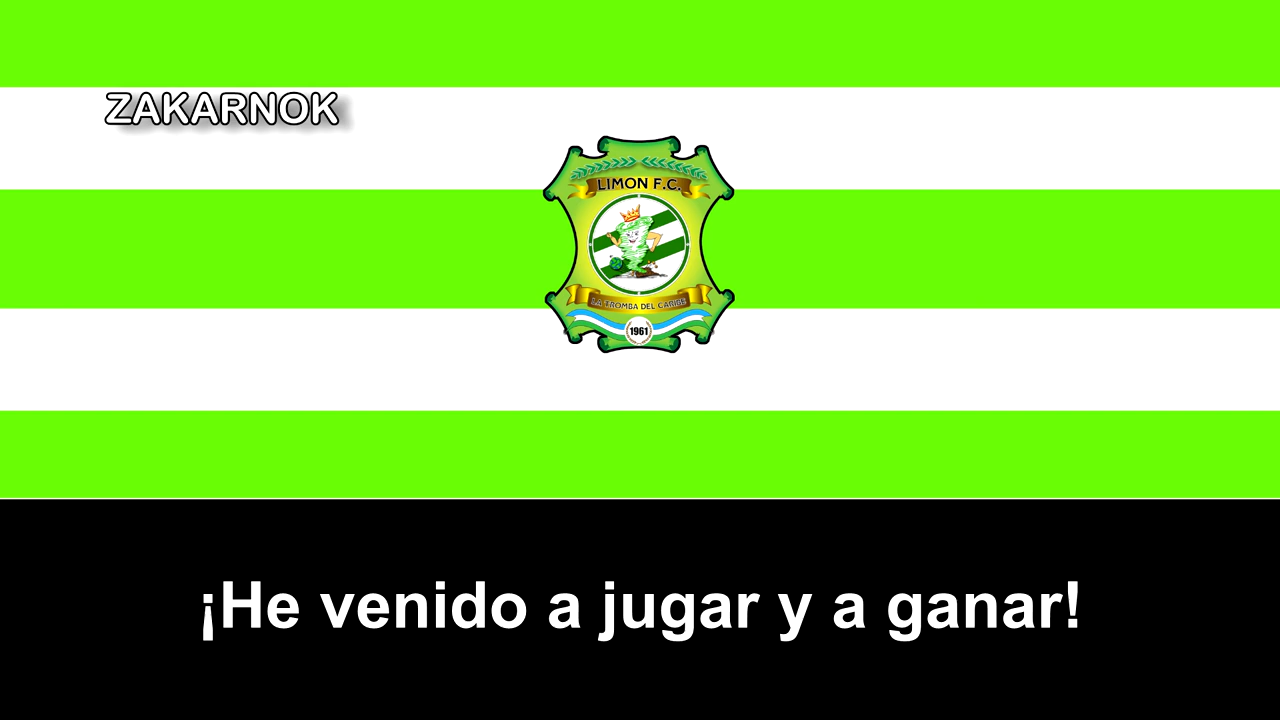 ZAKARNOK
LIMON F.C.
LA TROMBA DEL CARIBE
1961
¡He venido a jugar y a ganar!